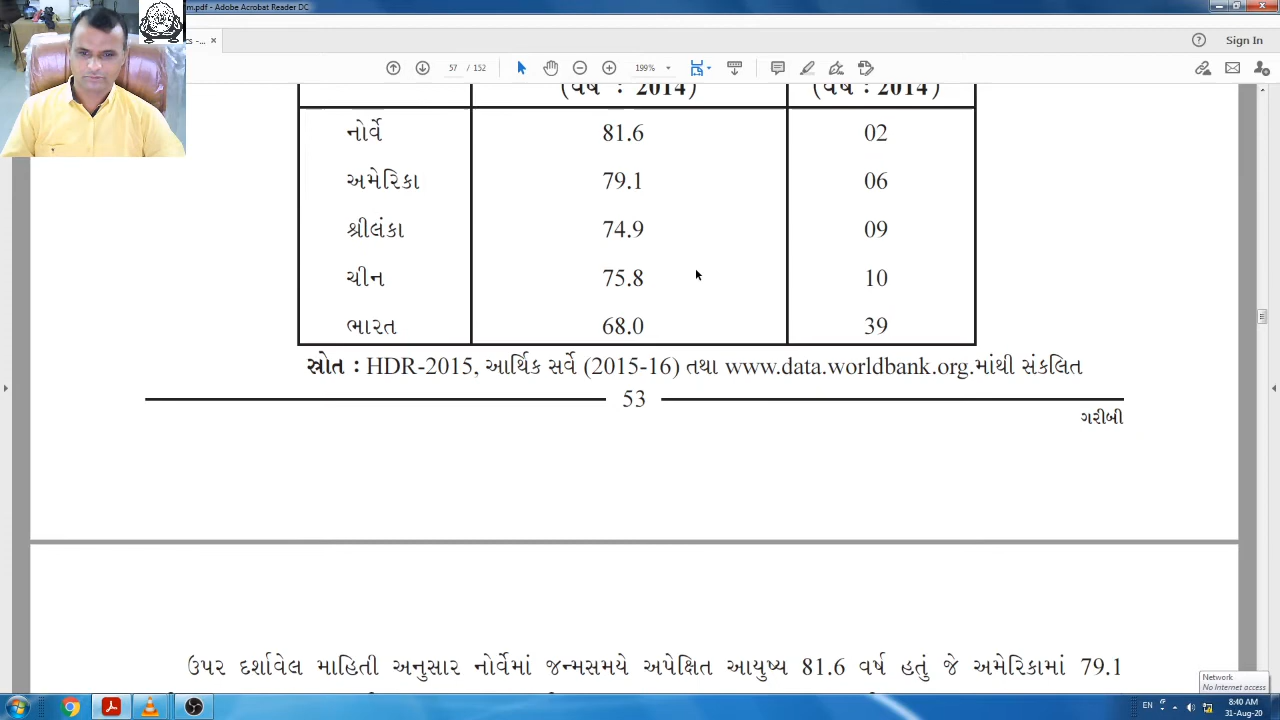 m.pdf - Adobe Acrobat Reader DC
cs -...
Sign In
57 / 152
199%
(વર્ષ : 2014) (વર્ષ : 2014)
નોર્વે 81.6 02
અમેરિકા 79.1 06
શ્રીલંકા 74.9 09
ચીન 75.8 10
ભારત 68.0 39
સ્રોત : HDR-2015, આર્થિક સર્વે (2015-16) તથા www.data.worldbank.org.માંથી સંકલિત
53
ગરીબી
ઉપર દર્શાવેલ માહિતી અનુસાર નોર્વેમાં જન્મસમયે અપેક્ષિત આયુષ્ય 81.6 વર્ષ હતું જે અમેરિકામાં 79.1
Network
No Internet access
EN 8:40 AM
31-Aug-20